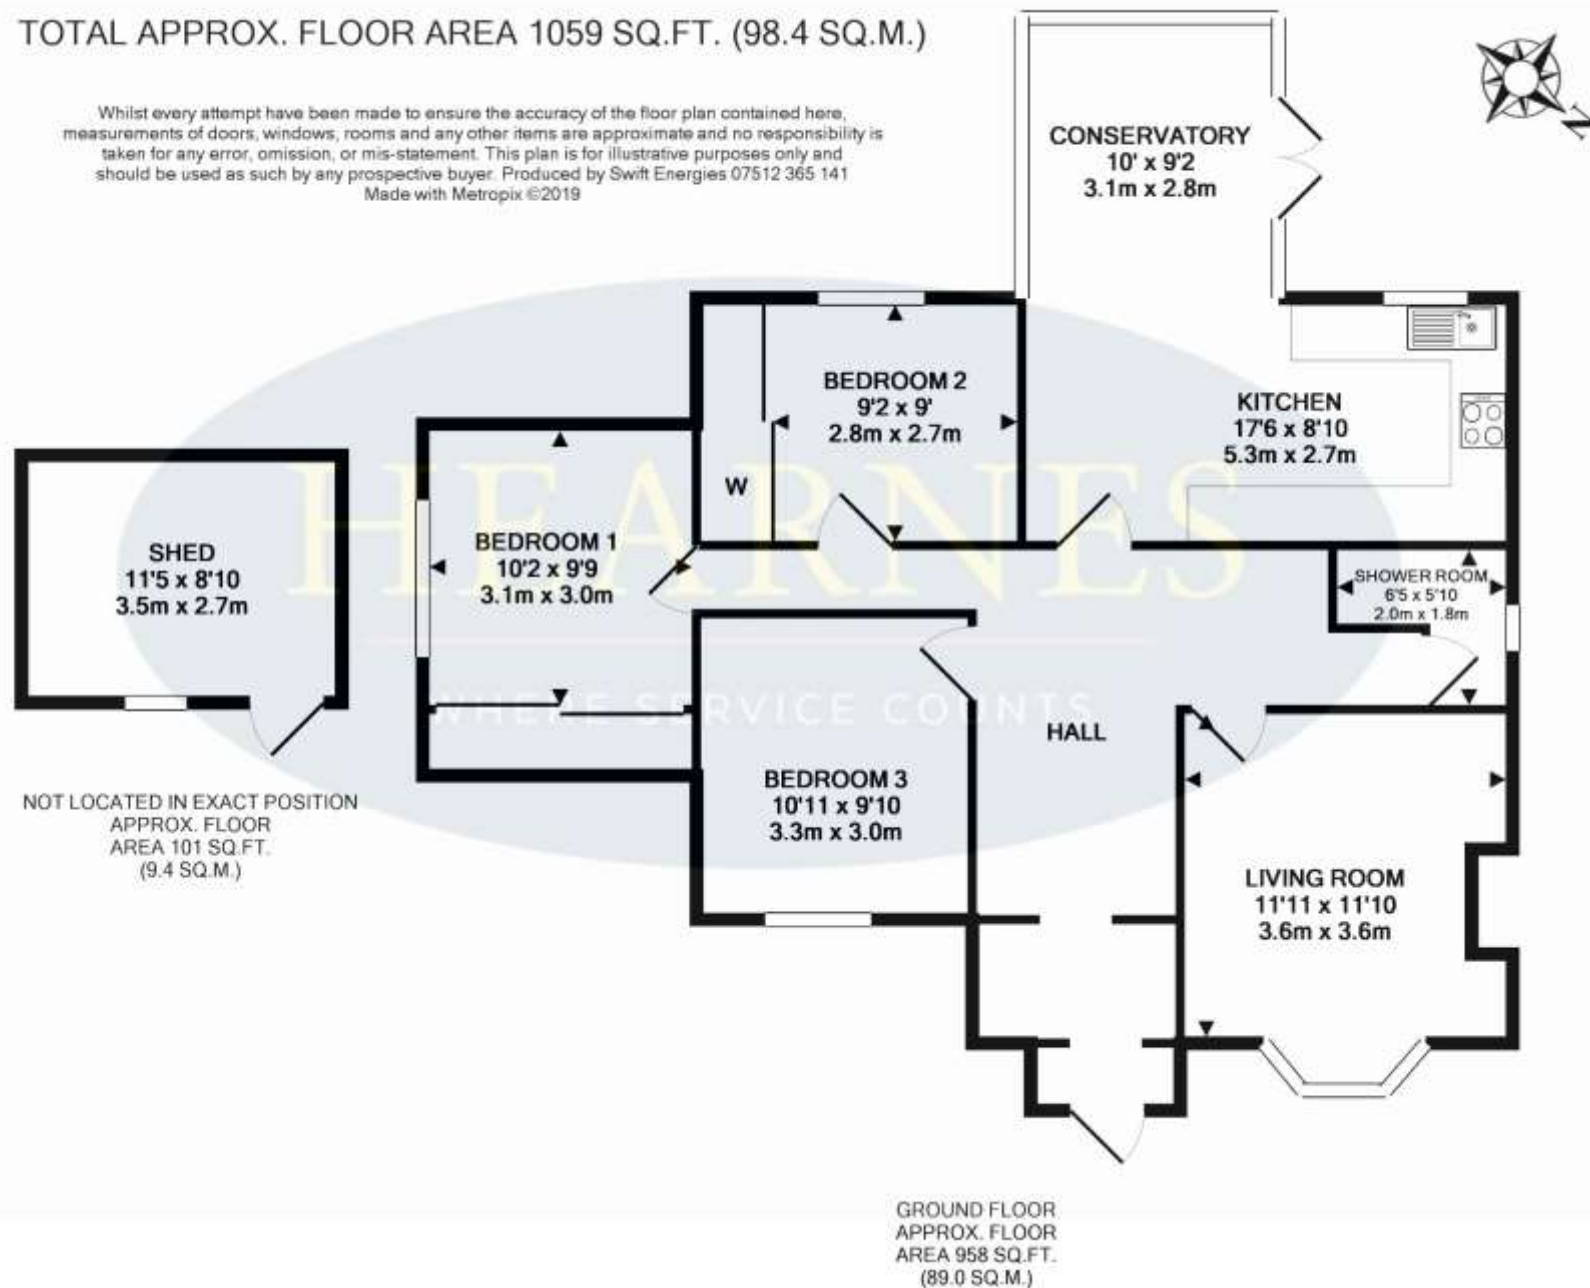 TOTAL APPROX. FLOOR AREA 1059 SQ.FT. (98.4 SQ.M.)
Whilst every attempt have been made to ensure the accuracy of the floor plan contained here,
measurements of doors, windows, rooms and any other items are approximate and no responsibility is
taken for any error, omission, or mis-statement. This plan is for illustrative purposes only and
should be used as such by any prospective buyer. Produced by Swift Energies 07512 365 141
Made with Metropix ©2019
N
CONSERVATORY
10' x 9'2
3.1m x 2.8m
BEDROOM 2
9'2 x 9'
2.8m x 2.7m
W
KITCHEN
17'6 x 8'10
5.3m x 2.7m
BEDROOM 1
10'2 x 9'9
3.1m x 3.0m
SHED
11'5 x 8'10
3.5m x 2.7m
SHOWER ROOM
6'5 x 5'10
2.0m x 1.8m
HEARNES
WHERE SERVICE COUNTS
HALL
BEDROOM 3
10'11 x 9'10
3.3m x 3.0m
LIVING ROOM
11'11 x 11'10
3.6m x 3.6m
NOT LOCATED IN EXACT POSITION
APPROX. FLOOR
AREA 101 SQ.FT.
(9.4 SQ.M.)
GROUND FLOOR
APPROX. FLOOR
AREA 958 SQ.FT.
(89.0 SQ.M.)